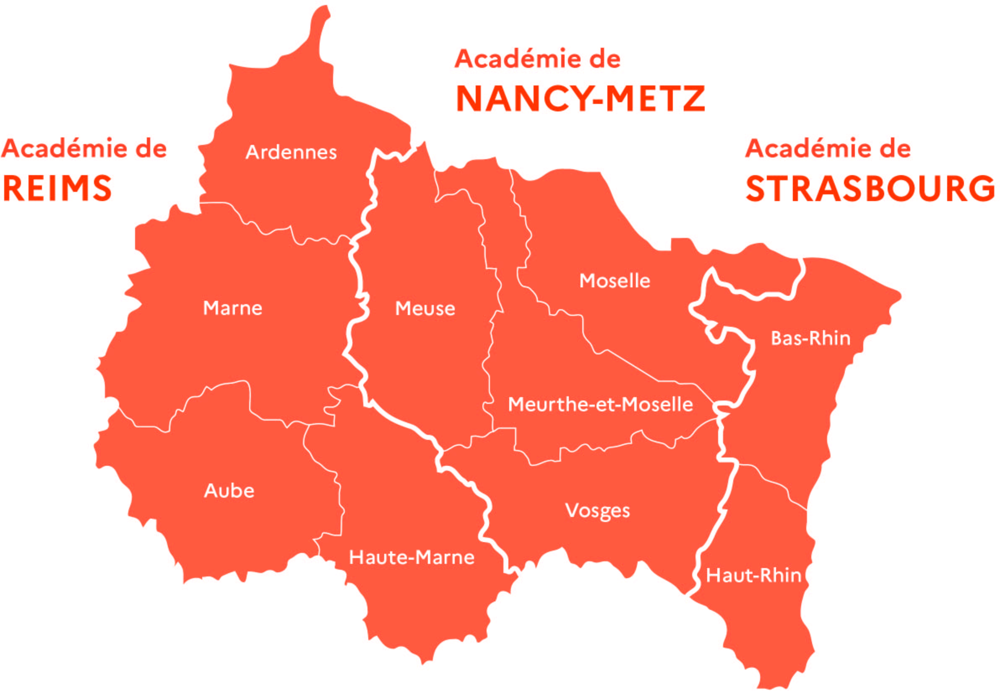 Académie de
NANCY-METZ
Académie de
REIMS
Académie de
STRASBOURG
Ardennes
Marne
Meuse
Moselle
Bas-Rhin
Meurthe-et-Moselle
Aube
Vosges
Haute-Marne
Haut-Rhin